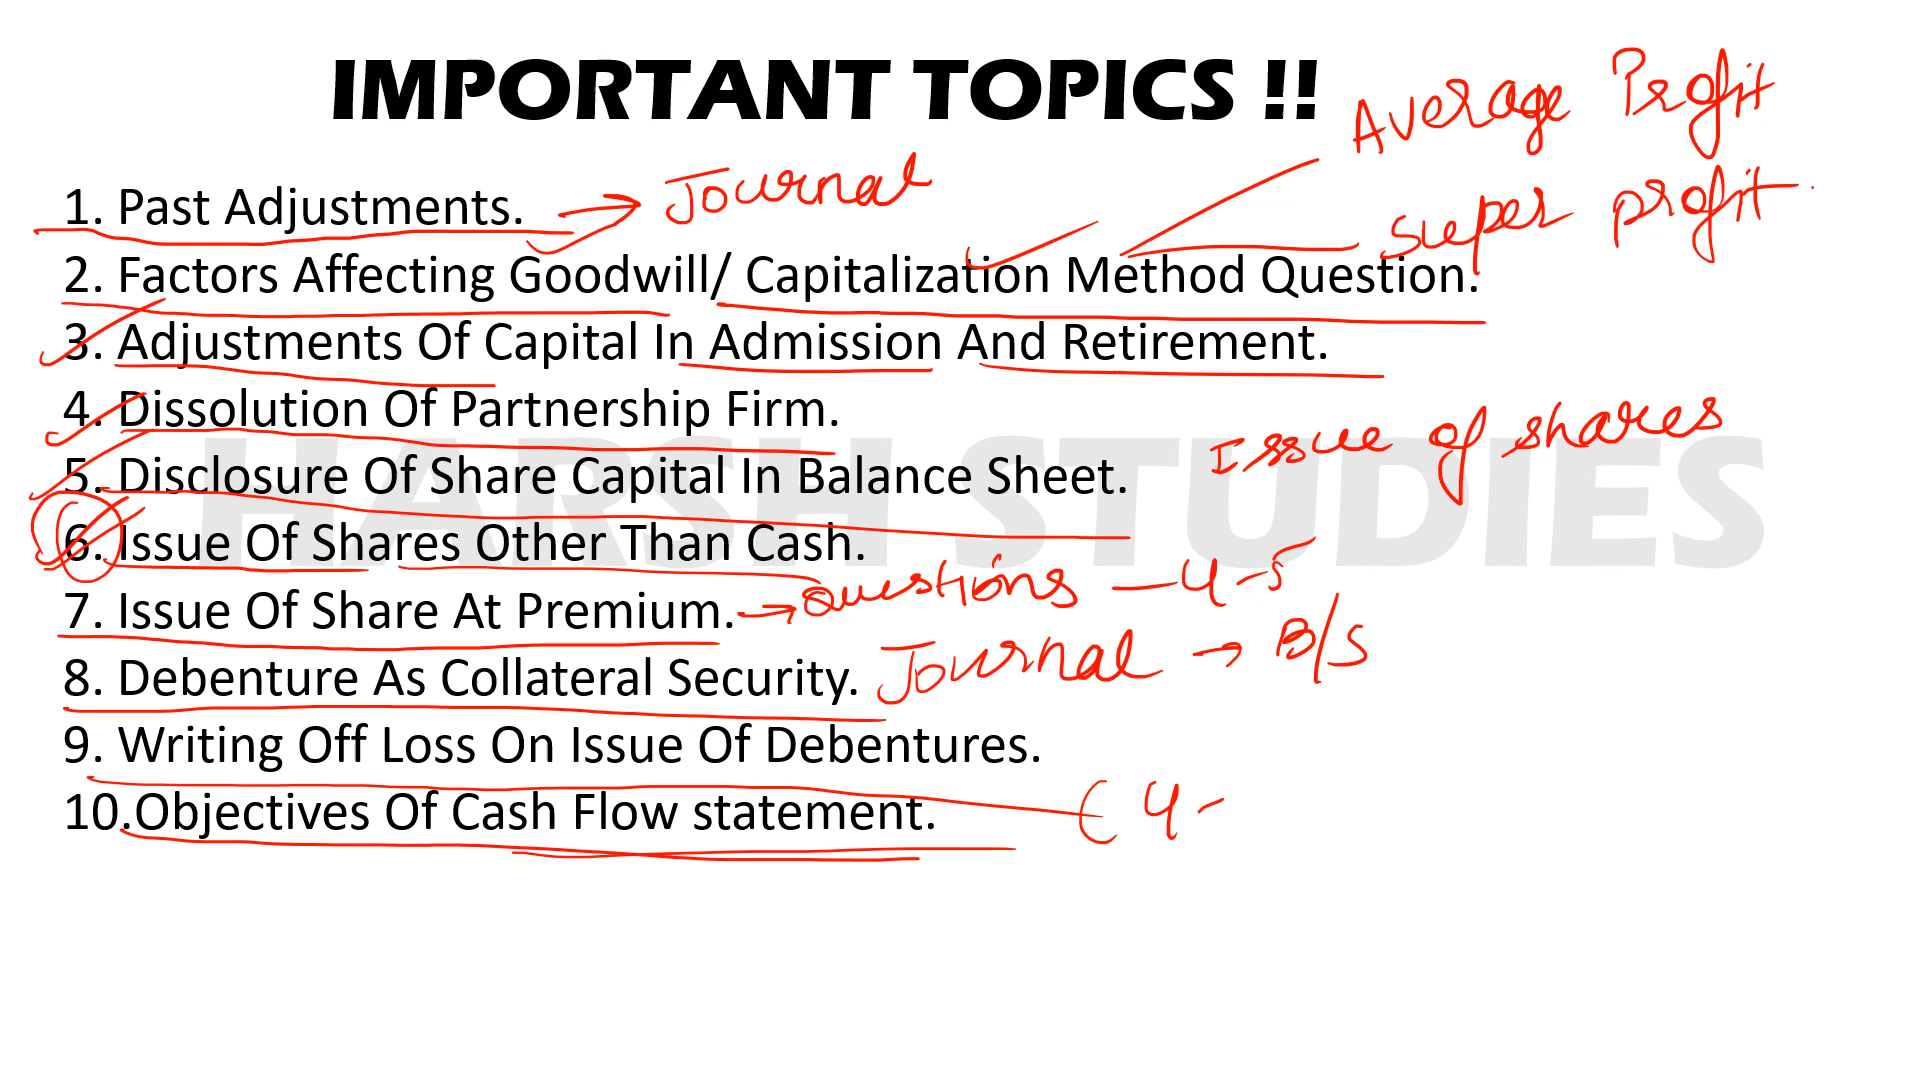 IMPORTANT TOPICS !!
Average Profit
1. Past Adjustments. → Journal
super profit
2. Factors Affecting Goodwill/ Capitalization Method Question.
3. Adjustments Of Capital In Admission And Retirement.
4. Dissolution Of Partnership Firm.
Issue of shares
5. Disclosure Of Share Capital In Balance Sheet.
6. Issue Of Shares Other Than Cash.
7. Issue Of Share At Premium. → Questions — 4-5
8. Debenture As Collateral Security. Journal → B/S
9. Writing Off Loss On Issue Of Debentures.
10.Objectives Of Cash Flow statement. ( 4 -
HARSH STUDIES